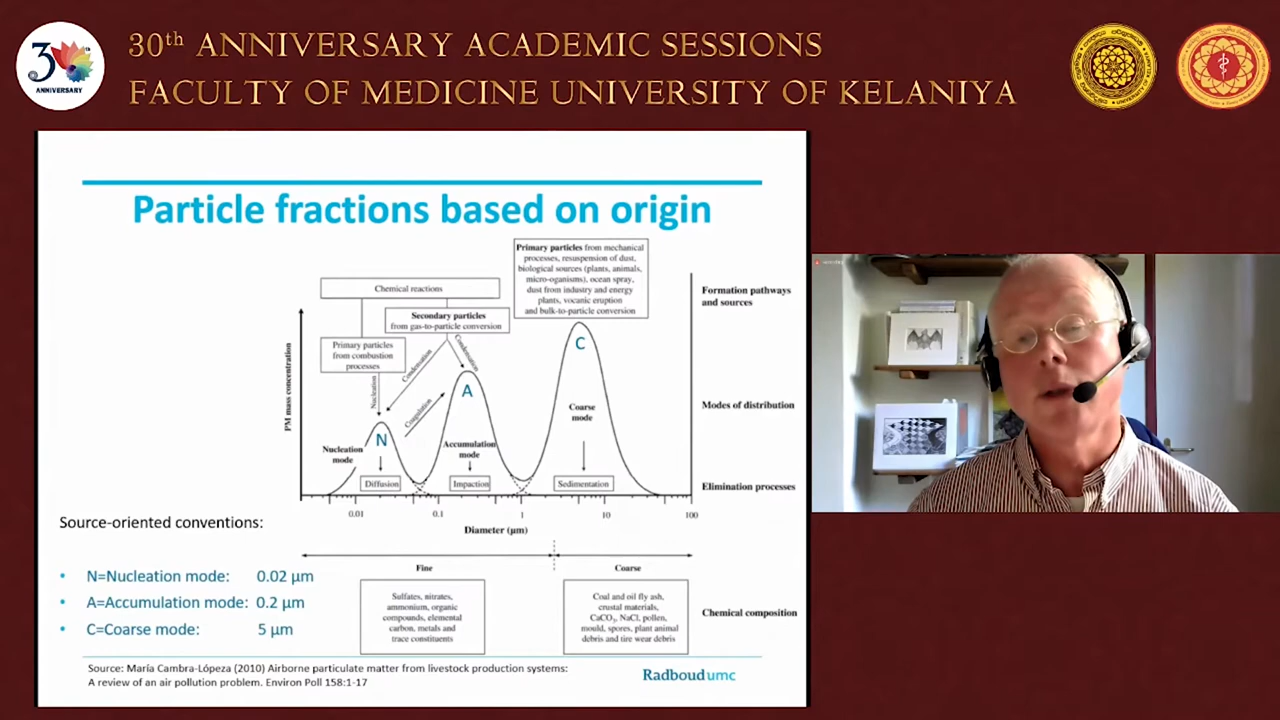 30th ANNIVERSARY ACADEMIC SESSIONS
FACULTY OF MEDICINE UNIVERSITY OF KELANIYA
30th
ANNIVERSARY
Particle fractions based on origin
Primary particles from mechanical
processes, resuspension of dust,
biological sources (plants, animals,
micro-oganisms), ocean spray,
dust from industry and energy
plants, vocanic eruption
and bulk-to-particle conversion
Chemical reactions
Secondary particles
from gas-to-particle conversion
Primary particles
from combustion
processes
Formation pathways
and sources
Nucleation
Condensation
Condensation
Coagulation
PM mass concentration
N
A
C
Nucleation
mode
Accumulation
mode
Coarse
mode
Modes of distribution
Diffusion
Impaction
Sedimentation
Elimination processes
0.01
0.1
1
10
100
Diameter (µm)
Source-oriented conventions:
• N=Nucleation mode: 0.02 µm
• A=Accumulation mode: 0.2 µm
• C=Coarse mode: 5 µm
Fine
Coarse
Sulfates, nitrates,
ammonium, organic
compounds, elemental
carbon, metals and
trace constituents
Coal and oil fly ash,
crustal materials,
CaCO3, NaCl, pollen,
mould, spores, plant animal
debris and tire wear debris
Chemical composition
Source: María Cambra-Lópeza (2010) Airborne particulate matter from livestock production systems:
A review of an air pollution problem. Environ Poll 158:1-17
Radboudumc